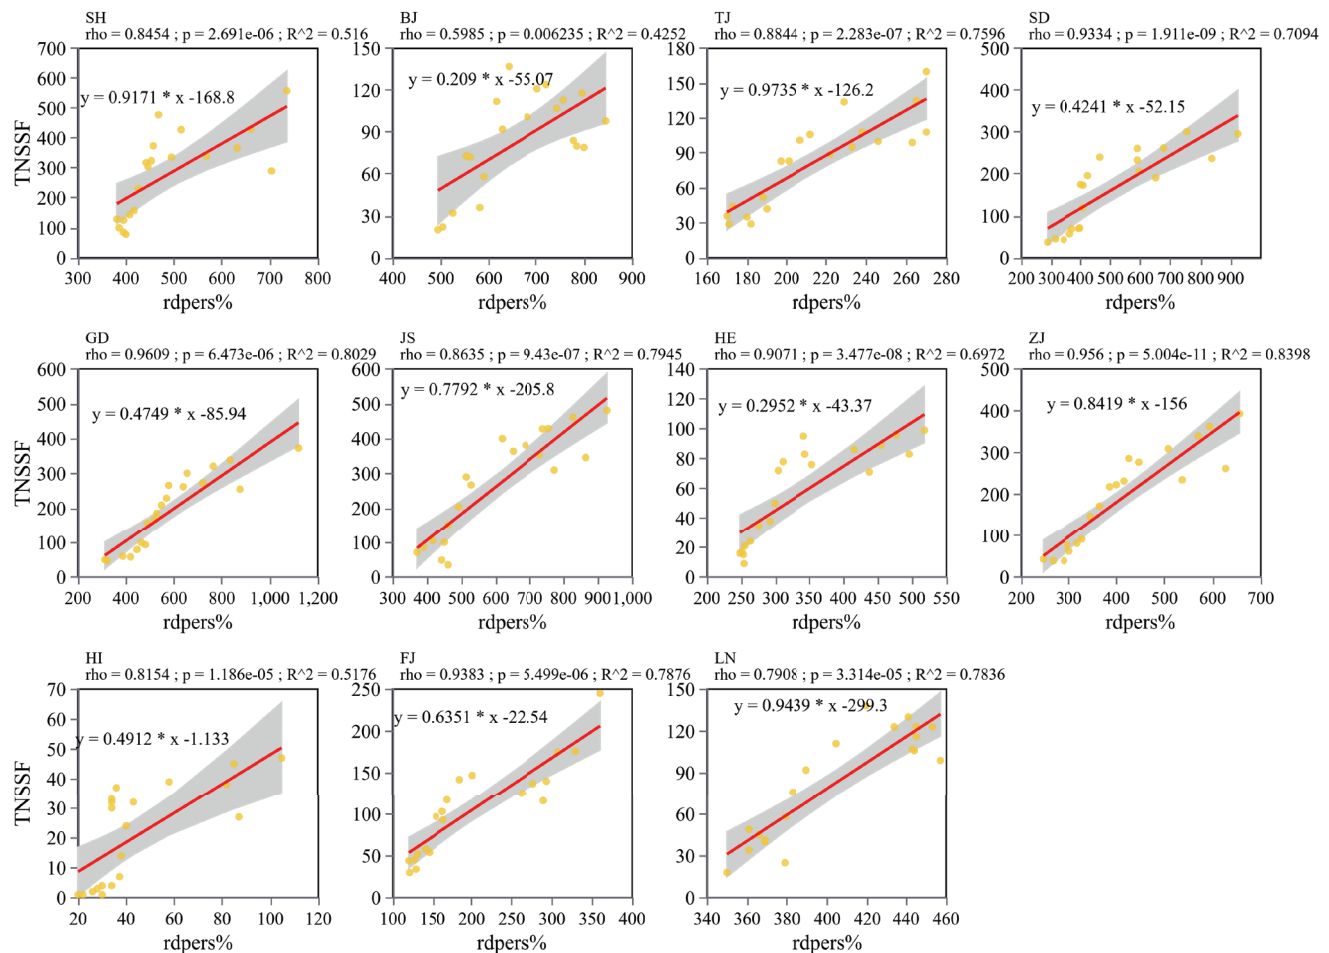 SH
rho = 0.8454 ; p = 2.691e-06 ; R^2 = 0.516
y = 0.9171 * x -168.8
TNSSF
700
600
500
400
300
200
100
0
300 400 500 600 700 800
rdpers%
BJ
rho = 0.5985 ; p = 0.006235 ; R^2 = 0.4252
y = 0.209 * x -55.07
150
120
90
60
30
0
400 500 600 700 800 900
rdpers%
TJ
rho = 0.8844 ; p = 2.283e-07 ; R^2 = 0.7596
y = 0.9735 * x -126.2
180
150
120
90
60
30
0
160 180 200 220 240 260 280
rdpers%
SD
rho = 0.9334 ; p = 1.911e-09 ; R^2 = 0.7094
y = 0.4241 * x -52.15
500
400
300
200
100
0
200 300 400 500 600 700 800 900
rdpers%
GD
rho = 0.9609 ; p = 6.473e-06 ; R^2 = 0.8029
y = 0.4749 * x -85.94
TNSSF
600
500
400
300
200
100
0
200 400 600 800 1,000 1,200
rdpers%
JS
rho = 0.8635 ; p = 9.43e-07 ; R^2 = 0.7945
y = 0.7792 * x -205.8
600
500
400
300
200
100
0
300 400 500 600 700 800 900 1,000
rdpers%
HE
rho = 0.9071 ; p = 3.477e-08 ; R^2 = 0.6972
y = 0.2952 * x -43.37
140
120
100
80
60
40
20
0
200 250 300 350 400 450 500 550
rdpers%
ZJ
rho = 0.956 ; p = 5.004e-11 ; R^2 = 0.8398
y = 0.8419 * x -156
500
400
300
200
100
0
200 300 400 500 600 700
rdpers%
HI
rho = 0.8154 ; p = 1.186e-05 ; R^2 = 0.5176
y = 0.4912 * x -1.133
TNSSF
70
60
50
40
30
20
10
0
20 40 60 80 100 120
rdpers%
FJ
rho = 0.9383 ; p = 5.499e-06 ; R^2 = 0.7876
y = 0.6351 * x -22.54
250
200
150
100
50
0
100 150 200 250 300 350 400
rdpers%
LN
rho = 0.7908 ; p = 3.314e-05 ; R^2 = 0.7836
y = 0.9439 * x -299.3
150
120
90
60
30
0
340 360 380 400 420 440 460
rdpers%